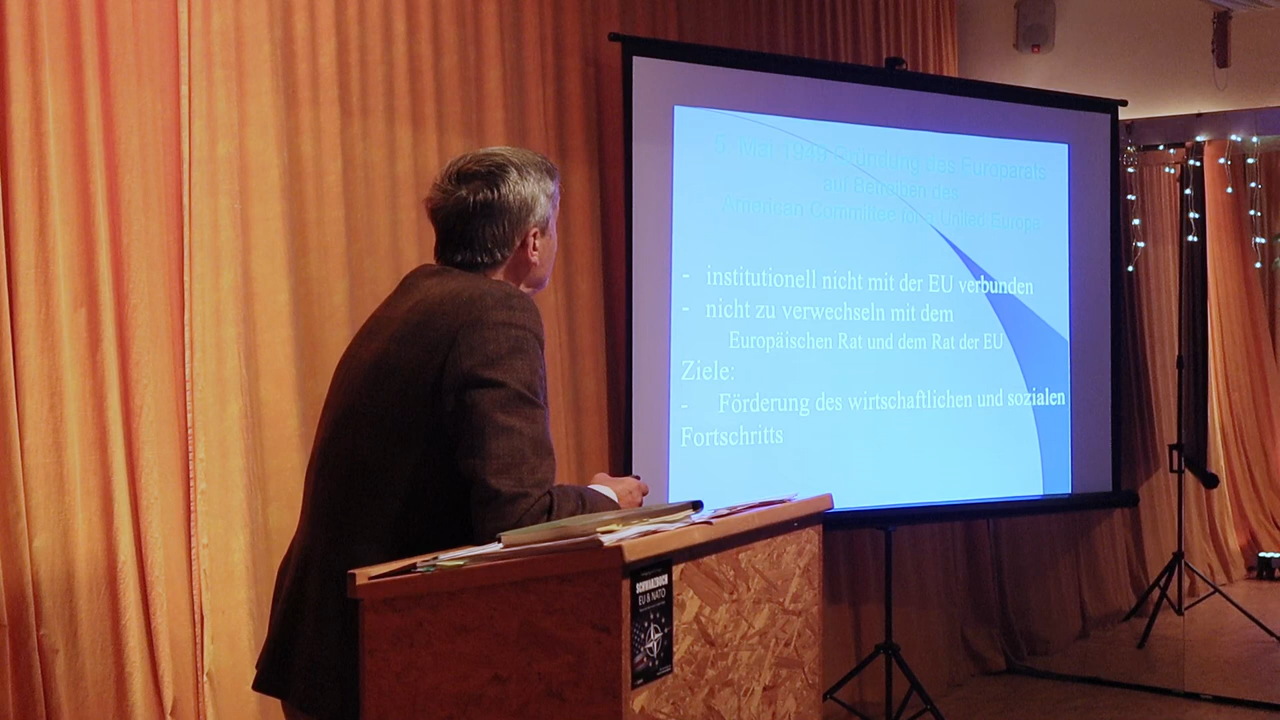 5. Mai 1949 Gründung des Europarats
auf Betreiben des
American Committee for a United Europe
- institutionell nicht mit der EU verbunden
- nicht zu verwechseln mit dem
Europäischen Rat und dem Rat der EU
Ziele:
- Förderung des wirtschaftlichen und sozialen
Fortschritts
SCHWARZBUCH
EU & NATO